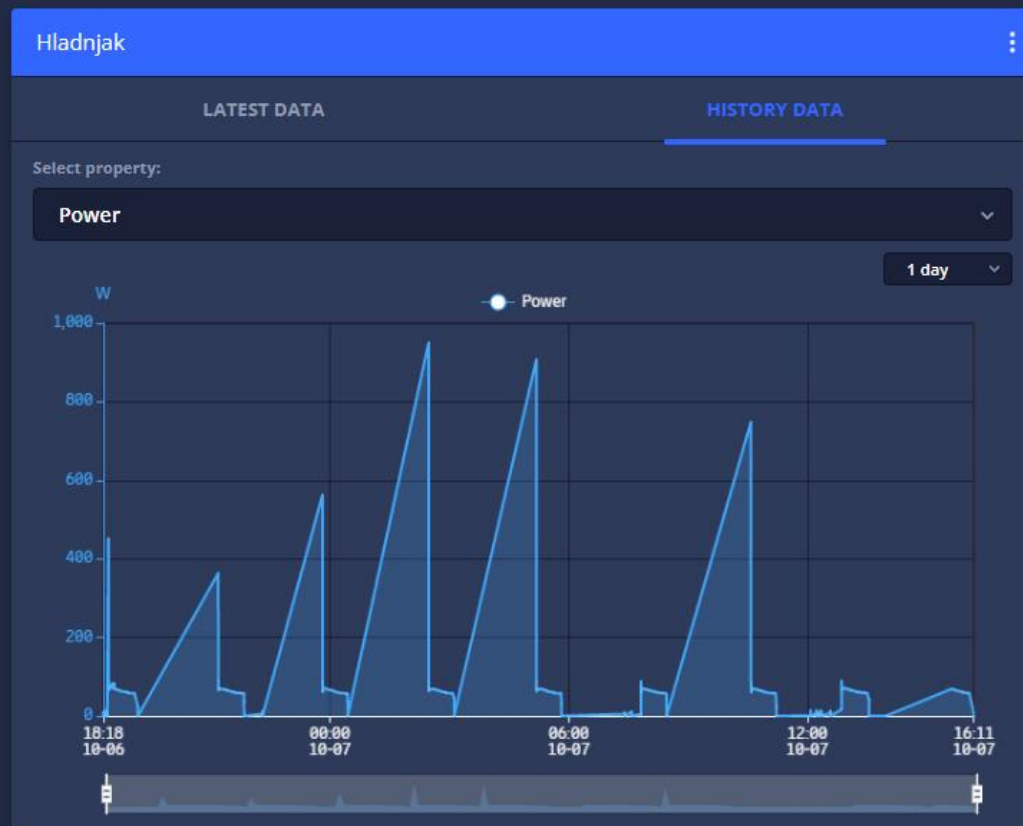 Hladnjak
LATEST DATA
HISTORY DATA
Select property:
Power
1 day
W
Power
1,000
800
600
400
200
0
18:18
10-06
00:00
10-07
06:00
10-07
12:00
10-07
16:11
10-07